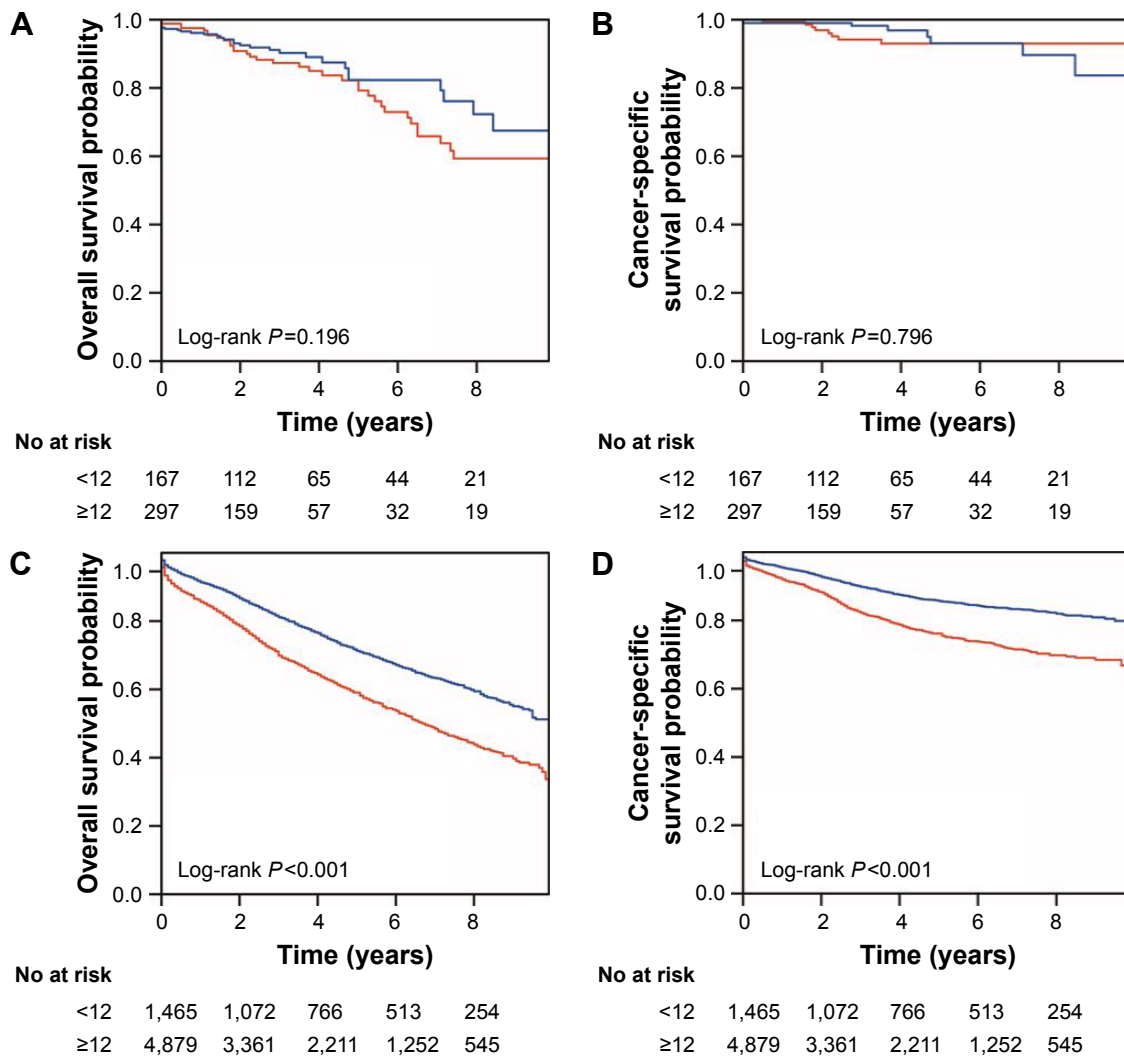 A
Overall survival probability
1.0
0.8
0.6
0.4
0.2
0.0
Log-rank P=0.196
0 2 4 6 8
Time (years)
No at risk
<12 167 112 65 44 21
≥12 297 159 57 32 19
B
Cancer-specific
survival probability
1.0
0.8
0.6
0.4
0.2
0.0
Log-rank P=0.796
0 2 4 6 8
Time (years)
No at risk
<12 167 112 65 44 21
≥12 297 159 57 32 19
C
Overall survival probability
1.0
0.8
0.6
0.4
0.2
0.0
Log-rank P<0.001
0 2 4 6 8
Time (years)
No at risk
<12 1,465 1,072 766 513 254
≥12 4,879 3,361 2,211 1,252 545
D
Cancer-specific
survival probability
1.0
0.8
0.6
0.4
0.2
0.0
Log-rank P<0.001
0 2 4 6 8
Time (years)
No at risk
<12 1,465 1,072 766 513 254
≥12 4,879 3,361 2,211 1,252 545